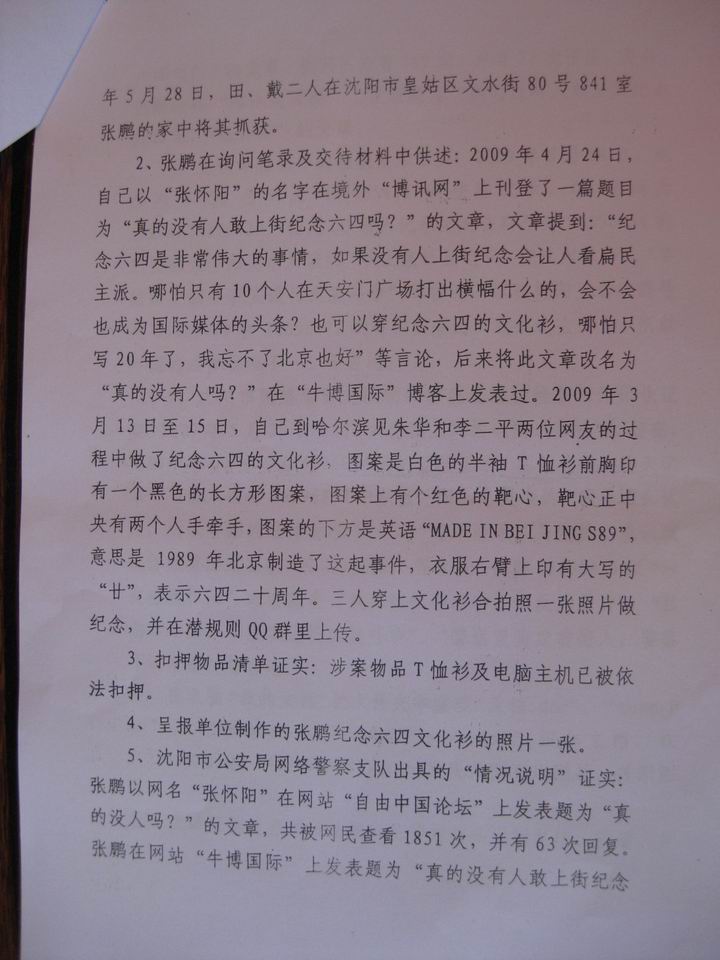 年5月28日，田、戴二人在沈阳市皇姑区文水街80号841室
张鹏的家中将其抓获。
2、张鹏在询问笔录及交待材料中供述：2009年4月24日，
自己以“张怀阳”的名字在境外“博讯网”上刊登了一篇题目
为“真的没有人敢上街纪念六四吗？”的文章，文章提到：“纪
念六四是非常伟大的事情，如果没有人上街纪念会让人看扁民
主派。哪怕只有10个人在天安门广场打出横幅什么的，会不会
也成为国际媒体的头条？也可以穿纪念六四的文化衫，哪怕只
写20年了，我忘不了北京也好”等言论，后来将此文章改名为
“真的没有人吗？”在“牛博国际”博客上发表过。2009年3
月13日至15日，自己到哈尔滨见朱华和李二平两位网友的过
程中做了纪念六四的文化衫，图案是白色的半袖T恤衫前胸印
有一个黑色的长方形图案，图案上有个红色的靶心，靶心正中
央有两个人手牵手，图案的下方是英语“MADE IN BEI JING S89”，
意思是1989年北京制造了这起事件，衣服右臂上印有大写的
“廿”，表示六四二十周年。三人穿上文化衫合拍照一张照片做
纪念，并在潜规则QQ群里上传。
3、扣押物品清单证实：涉案物品T恤衫及电脑主机已被依
法扣押。
4、呈报单位制作的张鹏纪念六四文化衫的照片一张。
5、沈阳市公安局网络警察支队出具的“情况说明”证实：
张鹏以网名“张怀阳”在网站“自由中国论坛”上发表题为“真
的没人吗？”的文章，共被网民查看1851次，并有63次回复。
张鹏在网站“牛博国际”上发表题为“真的没有人敢上街纪念